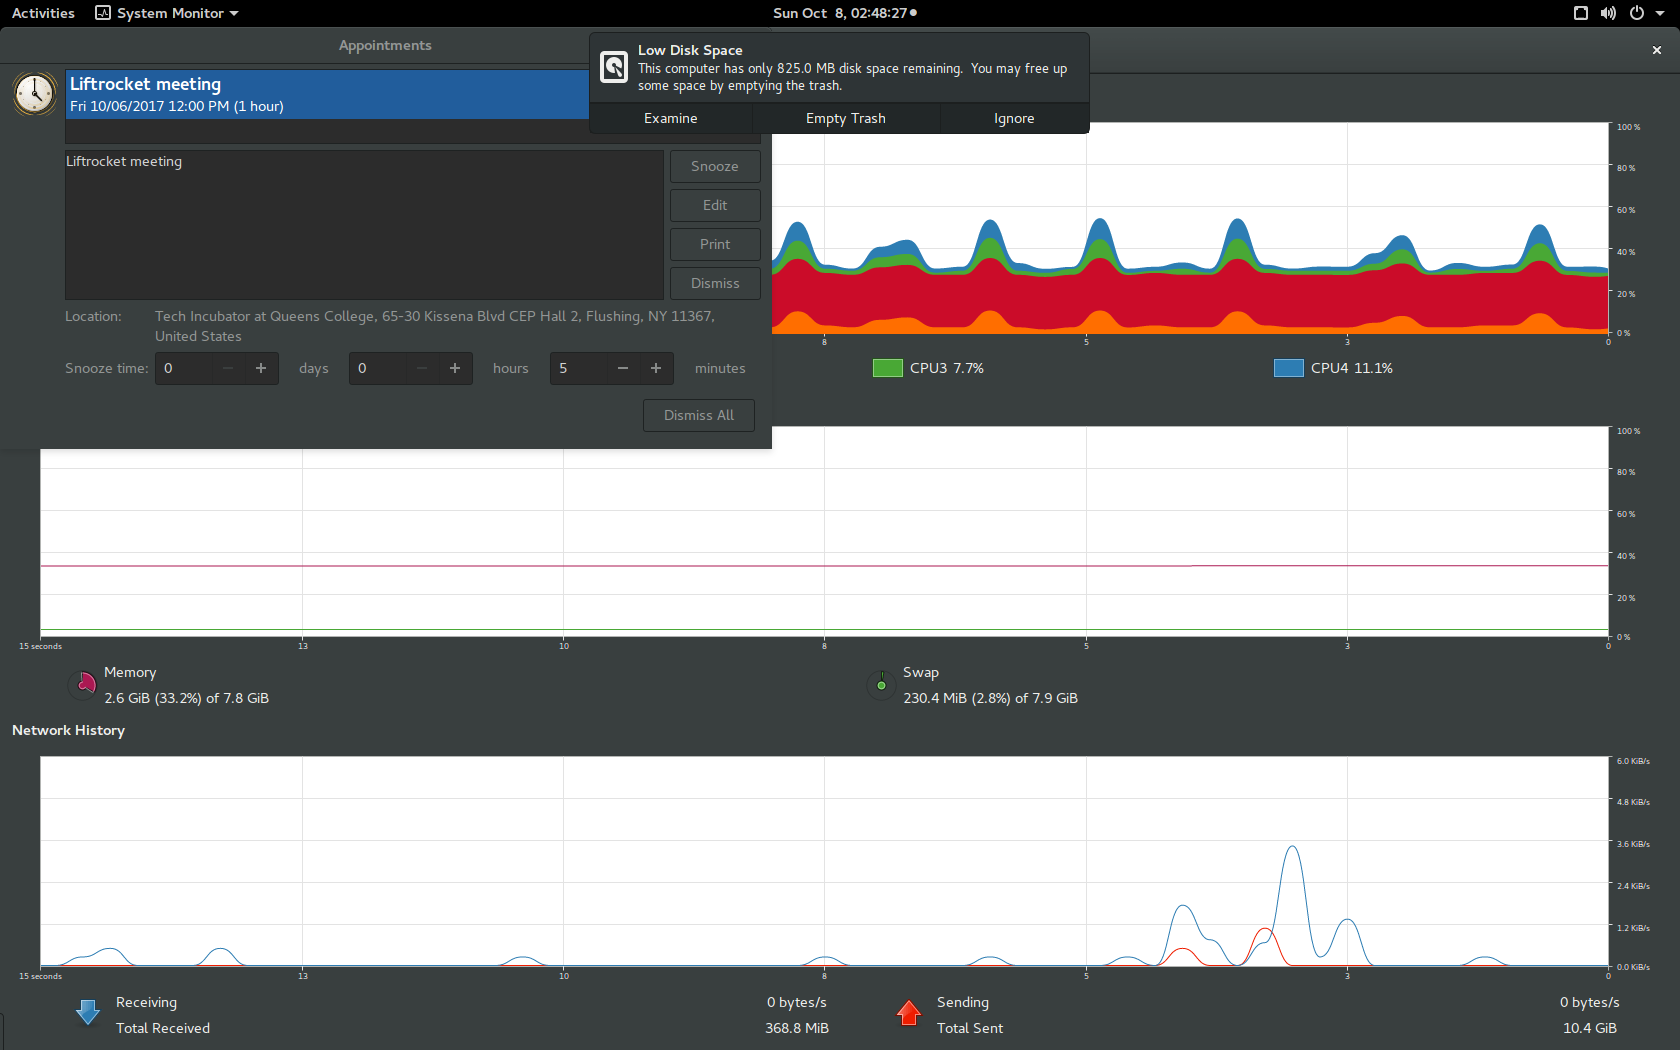 Activities System Monitor Sun Oct 8, 02:48:27
Appointments
Low Disk Space
This computer has only 825.0 MB disk space remaining. You may free up
some space by emptying the trash.
Examine Empty Trash Ignore
Liftrocket meeting
Fri 10/06/2017 12:00 PM (1 hour)
Liftrocket meeting
Snooze
Edit
Print
Dismiss
Location: Tech Incubator at Queens College, 65-30 Kissena Blvd CEP Hall 2, Flushing, NY 11367,
United States
Snooze time: 0 days 0 hours 5 minutes
Dismiss All
100 %
80 %
60 %
40 %
20 %
0 %
8 5 3 0
CPU3 7.7% CPU4 11.1%
100 %
80 %
60 %
40 %
20 %
0 %
15 seconds 13 10 8 5 3 0
Memory
2.6 GiB (33.2%) of 7.8 GiB
Swap
230.4 MiB (2.8%) of 7.9 GiB
Network History
6.0 KiB/s
4.8 KiB/s
3.6 KiB/s
2.4 KiB/s
1.2 KiB/s
0.0 KiB/s
15 seconds 13 10 8 5 3 0
Receiving 0 bytes/s
Total Received 368.8 MiB
Sending 0 bytes/s
Total Sent 10.4 GiB